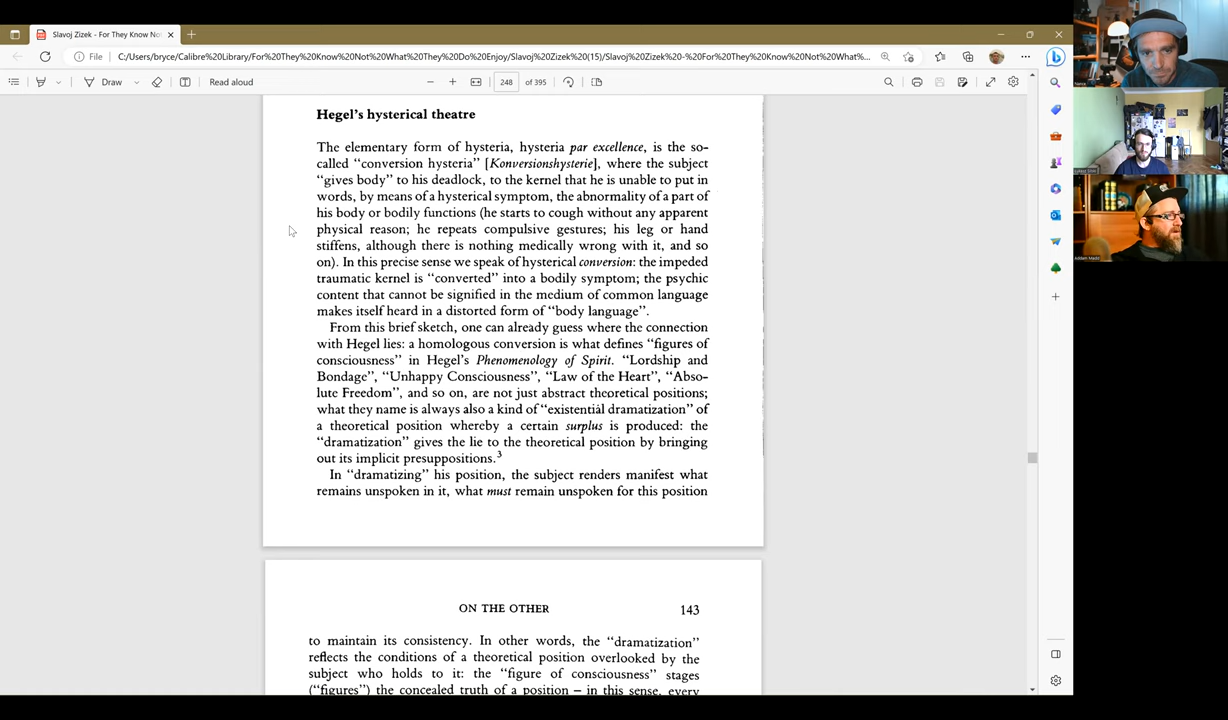 Slavoj Zizek - For They Know No
File
C:/Users/bryce/Calibre%20Library/For%20They%20Know%20Not%20What%20They%20Do%20Enjoy/Slavoj%20Zizek%20(15)/Slavoj%20Zizek%20-%20For%20They%20Know%20Not%20What%20They%20Do%20Enjoy...
Draw
Read aloud
248 of 395
Hegel's hysterical theatre
The elementary form of hysteria, hysteria par excellence, is the so-
called "conversion hysteria" [Konversionshysterie], where the subject
"gives body" to his deadlock, to the kernel that he is unable to put in
words, by means of a hysterical symptom, the abnormality of a part of
his body or bodily functions (he starts to cough without any apparent
physical reason; he repeats compulsive gestures; his leg or hand
stiffens, although there is nothing medically wrong with it, and so
on). In this precise sense we speak of hysterical conversion: the impeded
traumatic kernel is "converted" into a bodily symptom; the psychic
content that cannot be signified in the medium of common language
makes itself heard in a distorted form of "body language".
From this brief sketch, one can already guess where the connection
with Hegel lies: a homologous conversion is what defines "figures of
consciousness" in Hegel's Phenomenology of Spirit. "Lordship and
Bondage", "Unhappy Consciousness", "Law of the Heart", "Abso-
lute Freedom", and so on, are not just abstract theoretical positions;
what they name is always also a kind of "existential dramatization" of
a theoretical position whereby a certain surplus is produced: the
"dramatization" gives the lie to the theoretical position by bringing
out its implicit presuppositions.3
In "dramatizing" his position, the subject renders manifest what
remains unspoken in it, what must remain unspoken for this position
ON THE OTHER 143
to maintain its consistency. In other words, the "dramatization"
reflects the conditions of a theoretical position overlooked by the
subject who holds to it: the "figure of consciousness" stages
("figures") the concealed truth of a position – in this sense, every